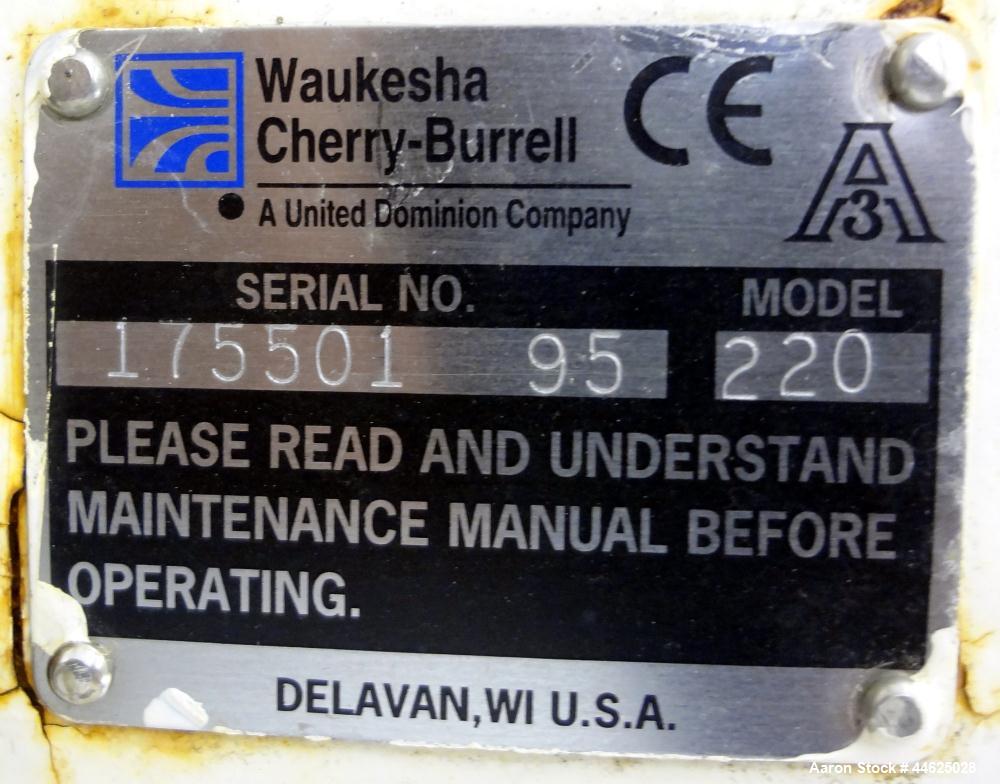 Waukesha
Cherry-Burrell
A United Dominion Company
CE
A
3
SERIAL NO. MODEL
175501 95 220
PLEASE READ AND UNDERSTAND
MAINTENANCE MANUAL BEFORE
OPERATING.
DELAVAN, WI U.S.A.
Aaron Stock # 44625028